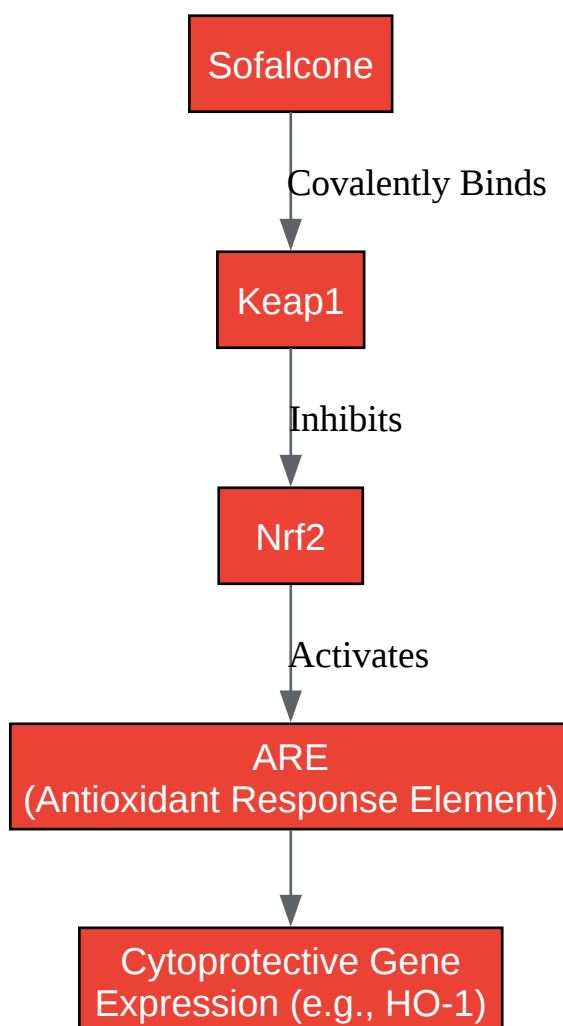 Sofalcone
Covalently Binds
Keap1
Inhibits
Nrf2
Activates
ARE
(Antioxidant Response Element)
Cytoprotective Gene
Expression (e.g., HO-1)